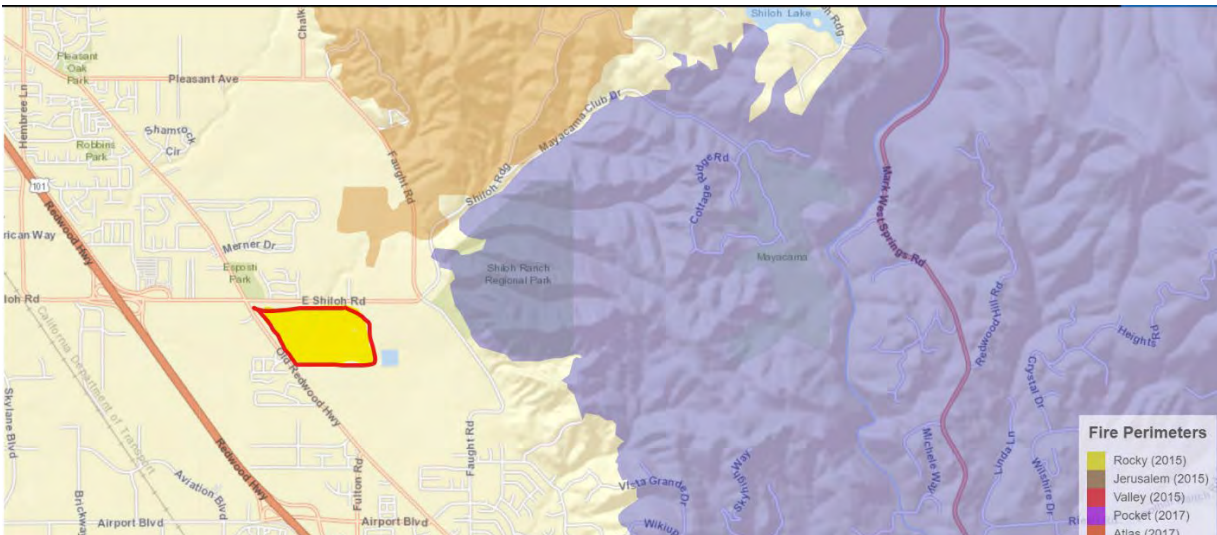 Shiloh Lake
Chalk
Pleasant Oak Park
Pleasant Ave
Hembree Ln
Shamrock Cir
Robbins Park
Faught Rd
Mayacama Club Dr
Shiloh Rdg
Cottage Ridge Rd
Mark West Springs Rd
101
Redwood Hwy
rican Way
Merner Dr
Esposti Park
Shiloh Ranch Regional Park
Mayacama
loh Rd
E Shiloh Rd
Redwood Hill Rd
Heights Rd
California Department of Transport
Old Redwood Hwy
Crystal Dr
Skylane Blvd
Redwood Hwy
Faught Rd
Fulton Rd
Aviation Blvd
Airport Blvd
Airport Blvd
Vista Grande Dr
Skyhigh Way
Michele Way
Linda Ln
Wilshire Dr
Fire Perimeters
Rocky (2015)
Jerusalem (2015)
Valley (2015)
Pocket (2017)
Atlas (2017)